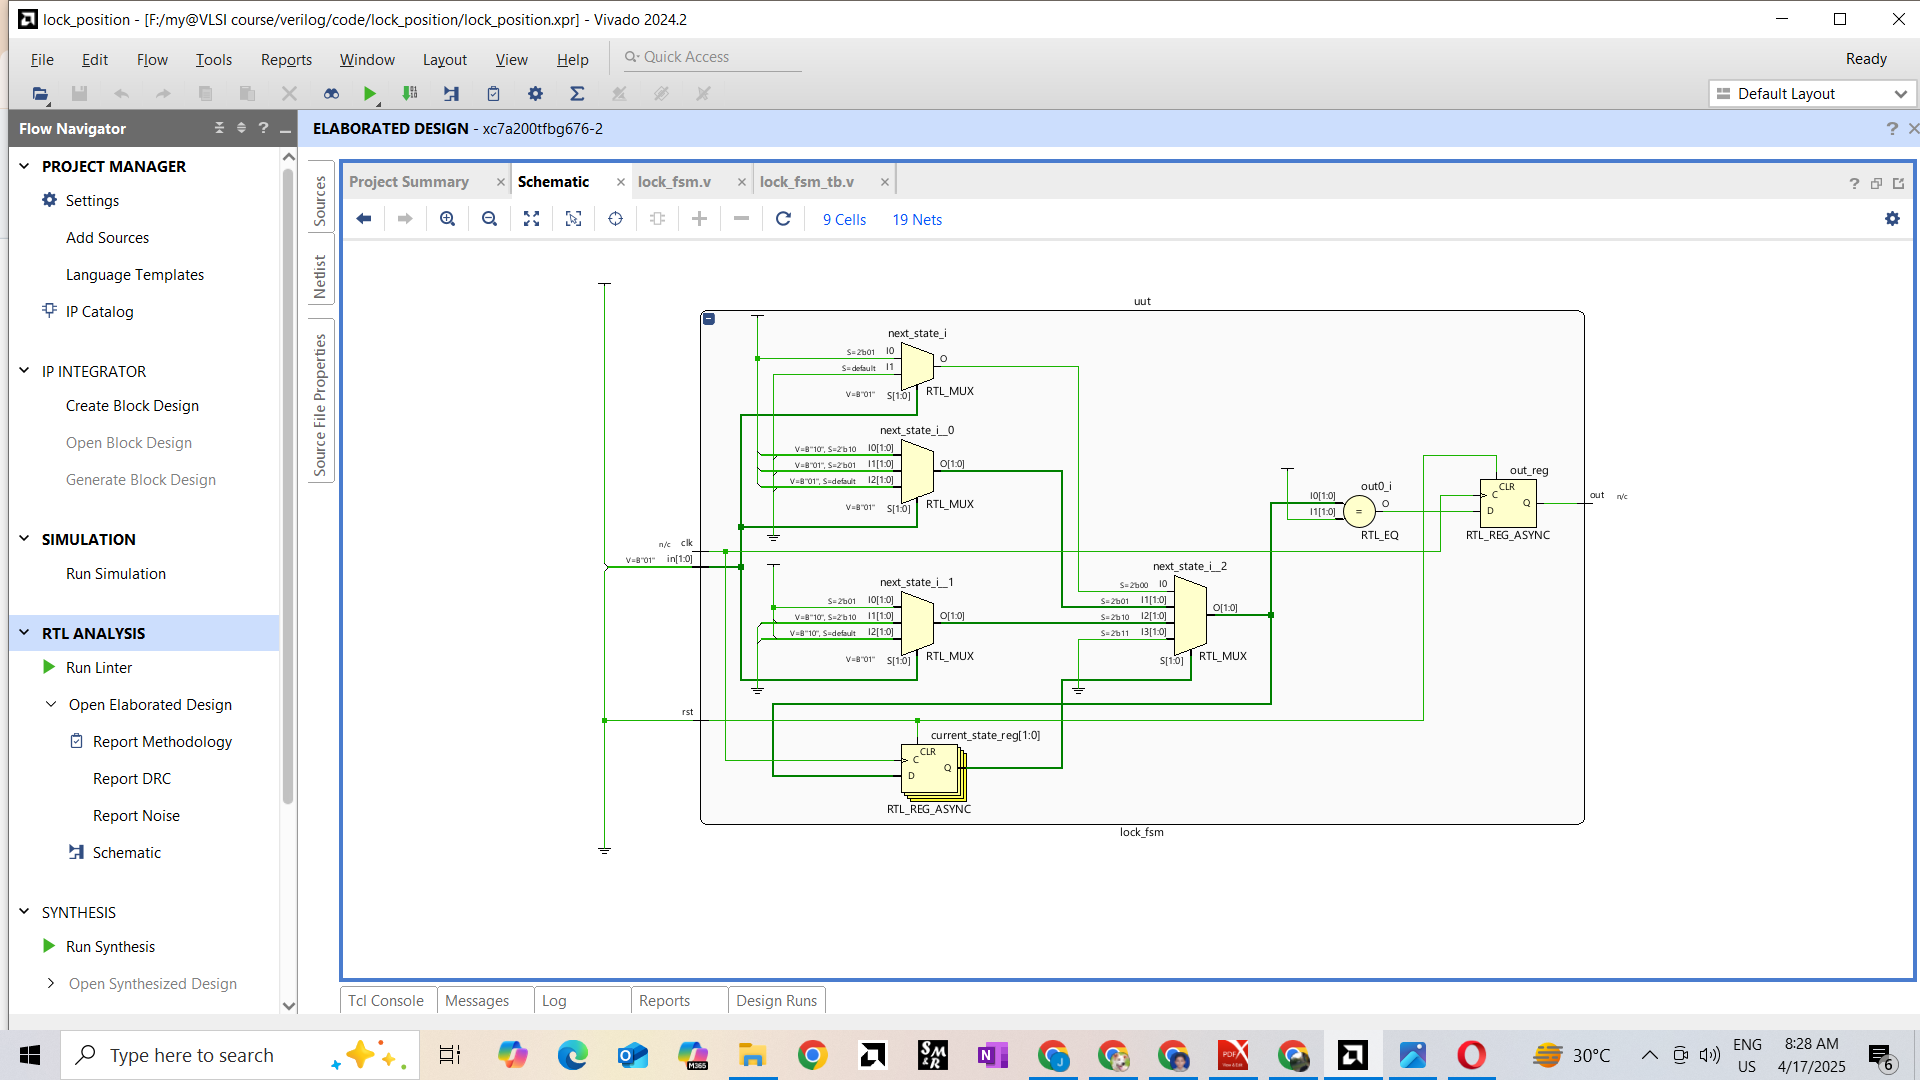 lock_position - [F:/my@VLSI course/verilog/code/lock_position/lock_position.xpr] - Vivado 2024.2
File Edit Flow Tools Reports Window Layout View Help Quick Access Ready
Default Layout
Flow Navigator
ELABORATED DESIGN - xc7a200tfbg676-2
PROJECT MANAGER
Settings
Add Sources
Language Templates
IP Catalog
IP INTEGRATOR
Create Block Design
Open Block Design
Generate Block Design
SIMULATION
Run Simulation
RTL ANALYSIS
Run Linter
Open Elaborated Design
Report Methodology
Report DRC
Report Noise
Schematic
SYNTHESIS
Run Synthesis
Open Synthesized Design
Sources
Netlist
Source File Properties
Project Summary Schematic lock_fsm.v lock_fsm_tb.v
9 Cells 19 Nets
uut
next_state_i
S=2'b01 I0 O
S=default I1
V=B"01" S[1:0] RTL_MUX
next_state_i__0
V=B"10", S=2'b10 I0[1:0]
V=B"01", S=2'b01 I1[1:0] O[1:0]
V=B"01", S=default I2[1:0]
V=B"01" S[1:0] RTL_MUX
n/c clk
V=B"01" in[1:0]
next_state_i__1
S=2'b01 I0[1:0]
V=B"10", S=2'b10 I1[1:0] O[1:0]
V=B"10", S=default I2[1:0]
V=B"01" S[1:0] RTL_MUX
next_state_i__2
S=2'b00 I0
S=2'b01 I1[1:0] O[1:0]
S=2'b10 I2[1:0]
S=2'b11 I3[1:0]
S[1:0] RTL_MUX
out0_i
I0[1:0] O
I1[1:0] =
RTL_EQ
out_reg
CLR
C Q
D
RTL_REG_ASYNC
out n/c
rst
current_state_reg[1:0]
CLR
C Q
D
RTL_REG_ASYNC
lock_fsm
Tcl Console Messages Log Reports Design Runs
Type here to search
M365
SM
&R
N
J
PDF
30°C
ENG
US
8:28 AM
4/17/2025
6